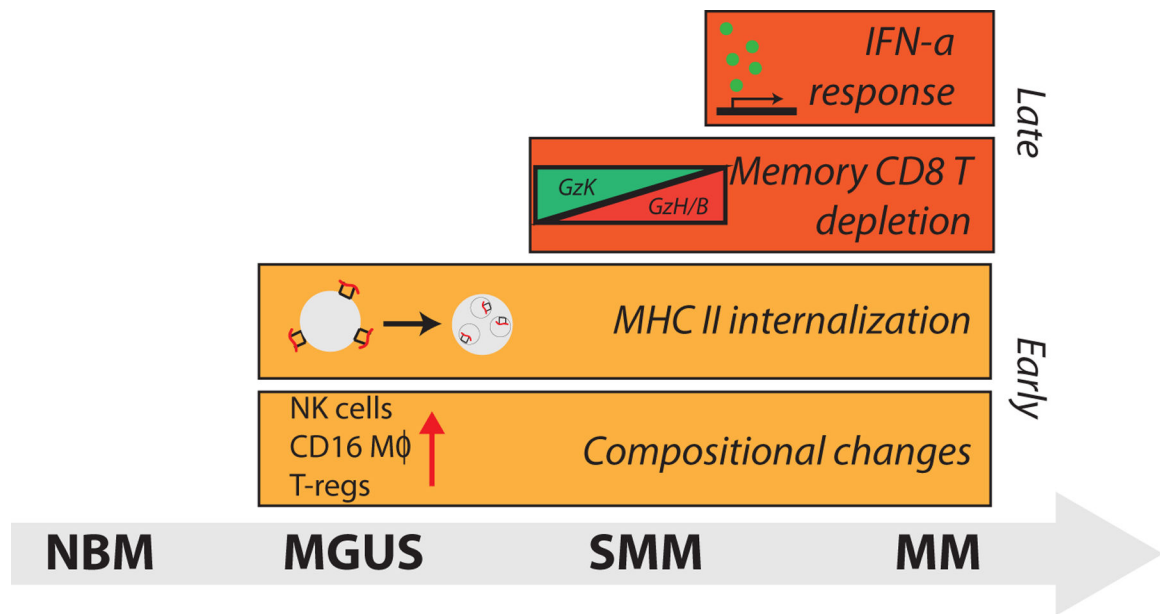 IFN-a
response
Late
GzK
GzH/B
Memory CD8 T
depletion
MHC II internalization
Early
NK cells
CD16 Mϕ
T-regs
Compositional changes
NBM
MGUS
SMM
MM